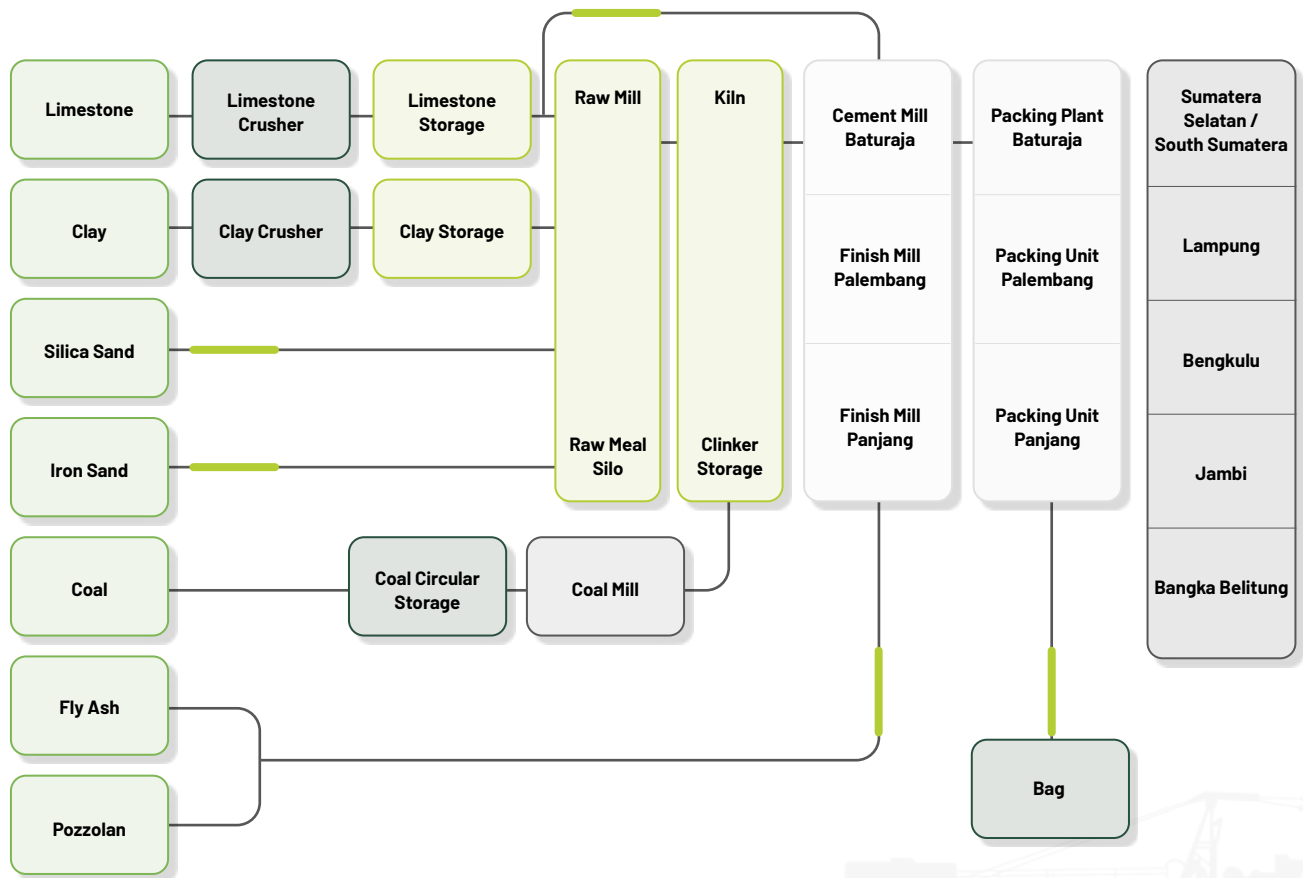 Limestone
Limestone
Crusher
Limestone
Storage
Raw Mill
Kiln
Cement Mill
Baturaja
Packing Plant
Baturaja
Sumatera
Selatan /
South Sumatera
Clay
Clay Crusher
Clay Storage
Finish Mill
Palembang
Packing Unit
Palembang
Lampung
Silica Sand
Bengkulu
Iron Sand
Raw Meal
Silo
Clinker
Storage
Finish Mill
Panjang
Packing Unit
Panjang
Jambi
Coal
Coal Circular
Storage
Coal Mill
Bangka Belitung
Fly Ash
Bag
Pozzolan